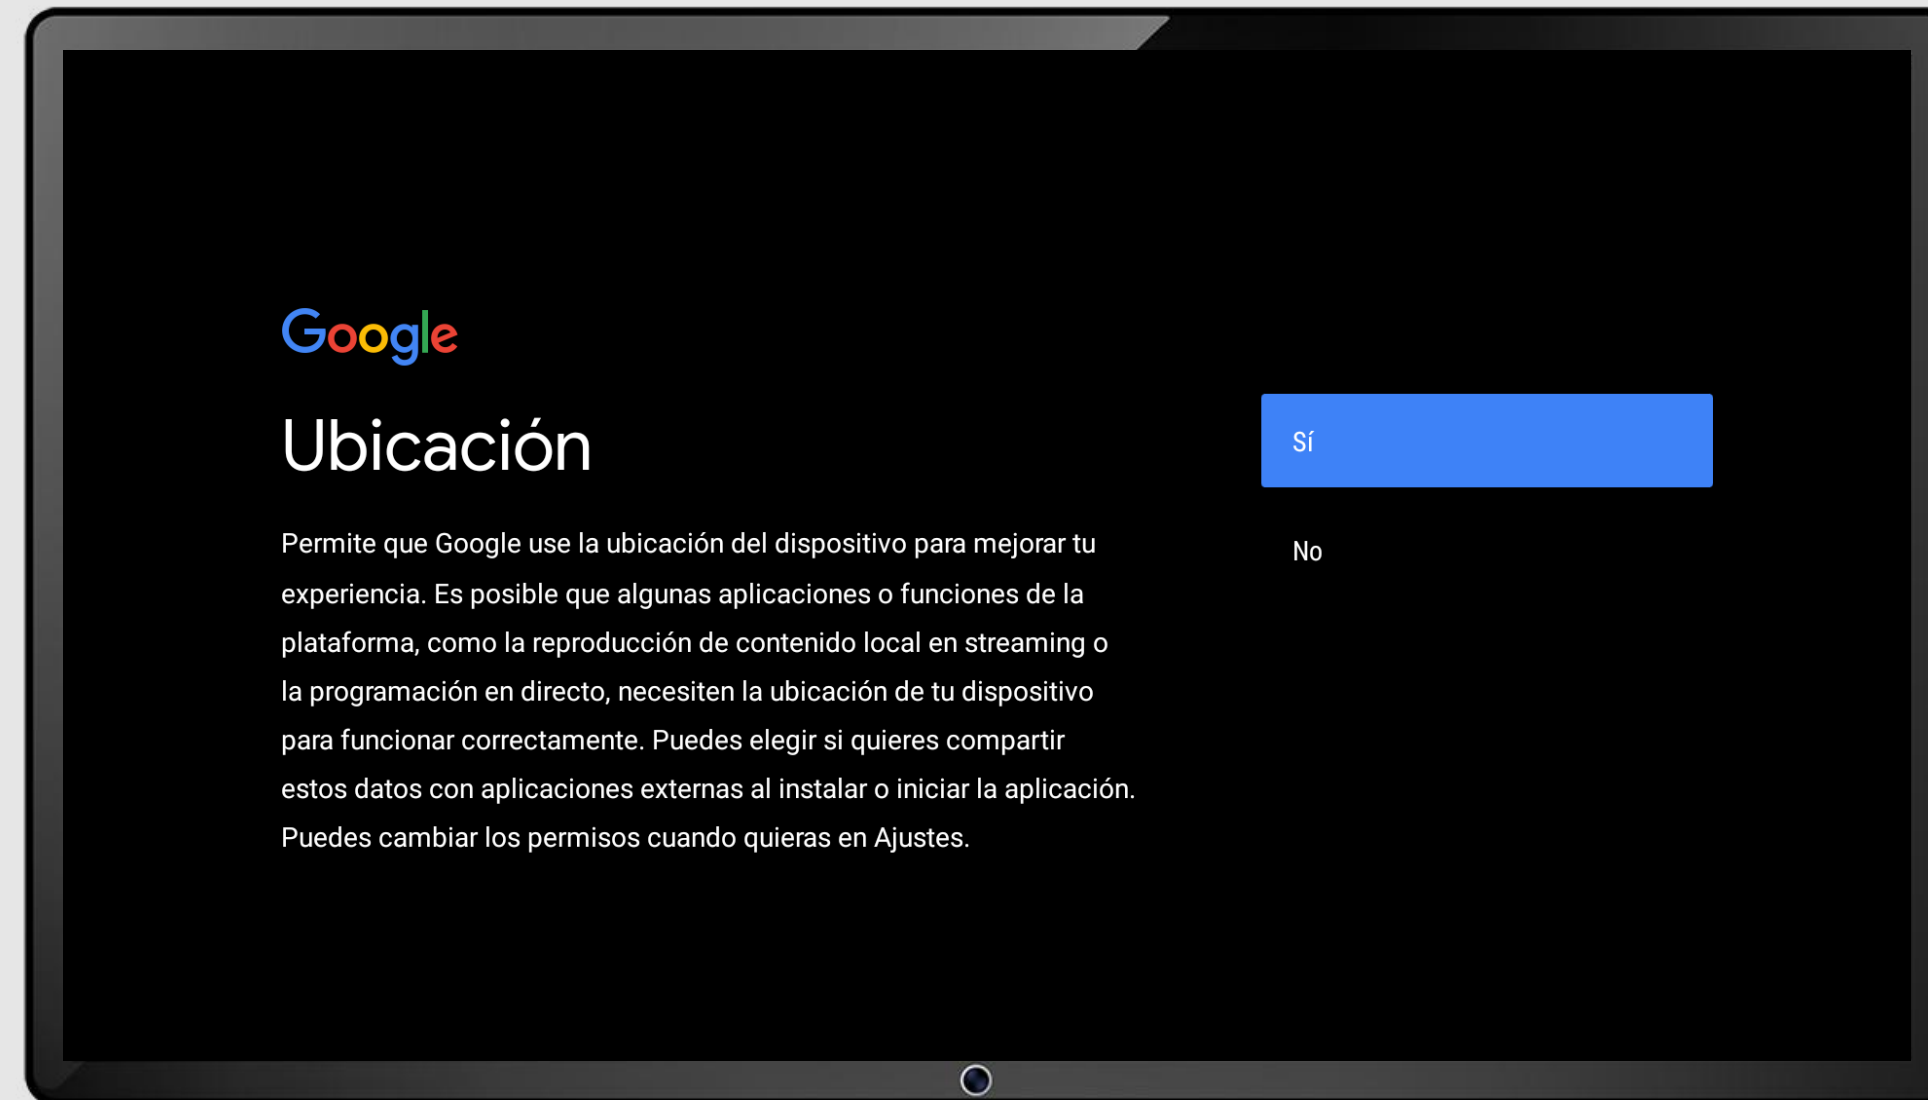 Google
Ubicación
Permite que Google use la ubicación del dispositivo para mejorar tu
experiencia. Es posible que algunas aplicaciones o funciones de la
plataforma, como la reproducción de contenido local en streaming o
la programación en directo, necesiten la ubicación de tu dispositivo
para funcionar correctamente. Puedes elegir si quieres compartir
estos datos con aplicaciones externas al instalar o iniciar la aplicación.
Puedes cambiar los permisos cuando quieras en Ajustes.
Sí
No